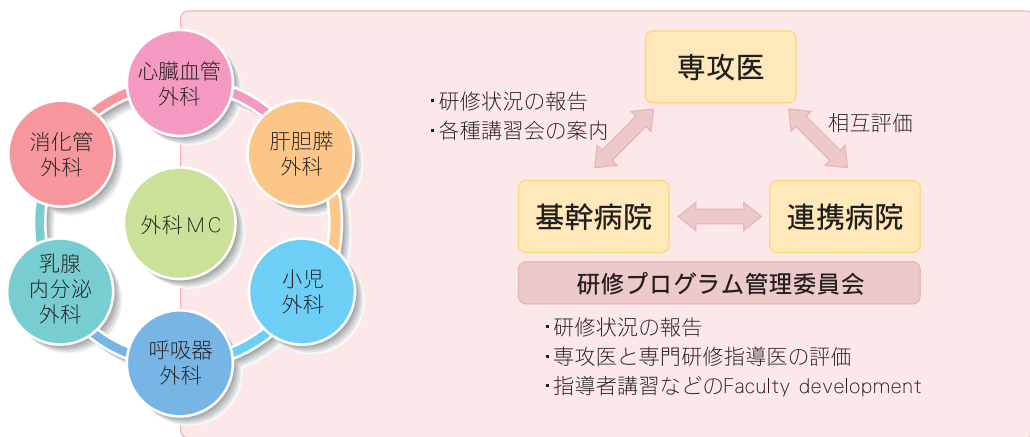 心臓血管
外科
消化管
外科
肝胆膵
外科
外科MC
乳腺
内分泌
外科
小児
外科
呼吸器
外科
専攻医
・研修状況の報告
・各種講習会の案内
相互評価
基幹病院
連携病院
研修プログラム管理委員会
・研修状況の報告
・専攻医と専門研修指導医の評価
・指導者講習などのFaculty development